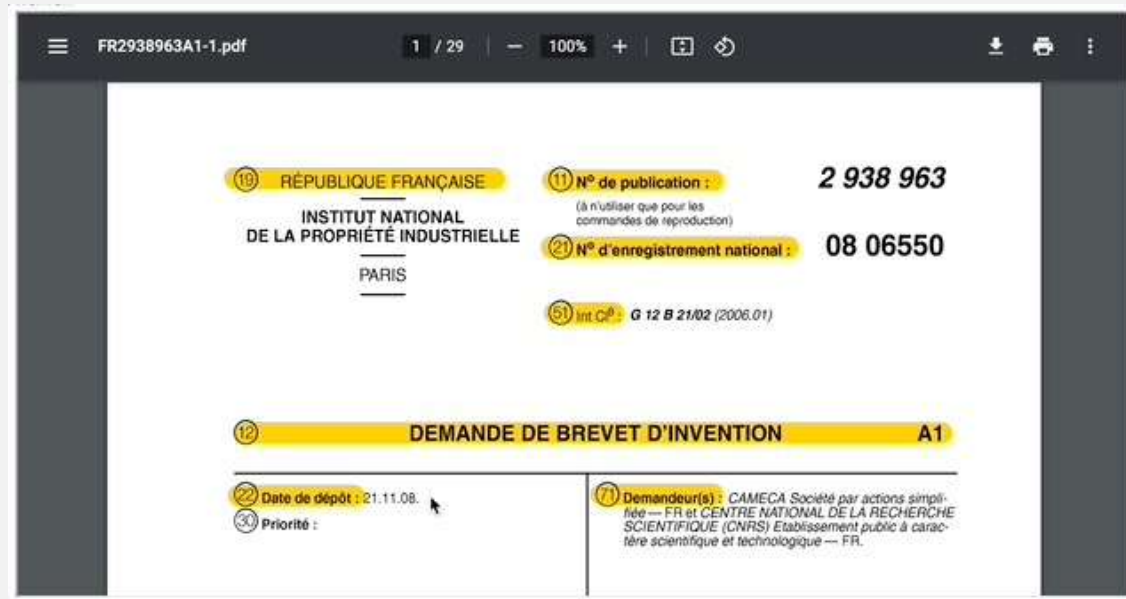 FR2938963A1-1.pdf
1 / 29
100%
19 RÉPUBLIQUE FRANÇAISE
INSTITUT NATIONAL
DE LA PROPRIÉTÉ INDUSTRIELLE
PARIS
11 Nº de publication : 2 938 963
(à n'utiliser que pour les
commandes de reproduction)
21 Nº d'enregistrement national : 08 06550
51 Int Cl⁸ : G 12 B 21/02 (2006.01)
12 DEMANDE DE BREVET D'INVENTION A1
22 Date de dépôt : 21.11.08.
30 Priorité :
71 Demandeur(s) : CAMECA Société par actions simpli-
fiée — FR et CENTRE NATIONAL DE LA RECHERCHE
SCIENTIFIQUE (CNRS) Etablissement public à carac-
tère scientifique et technologique — FR.